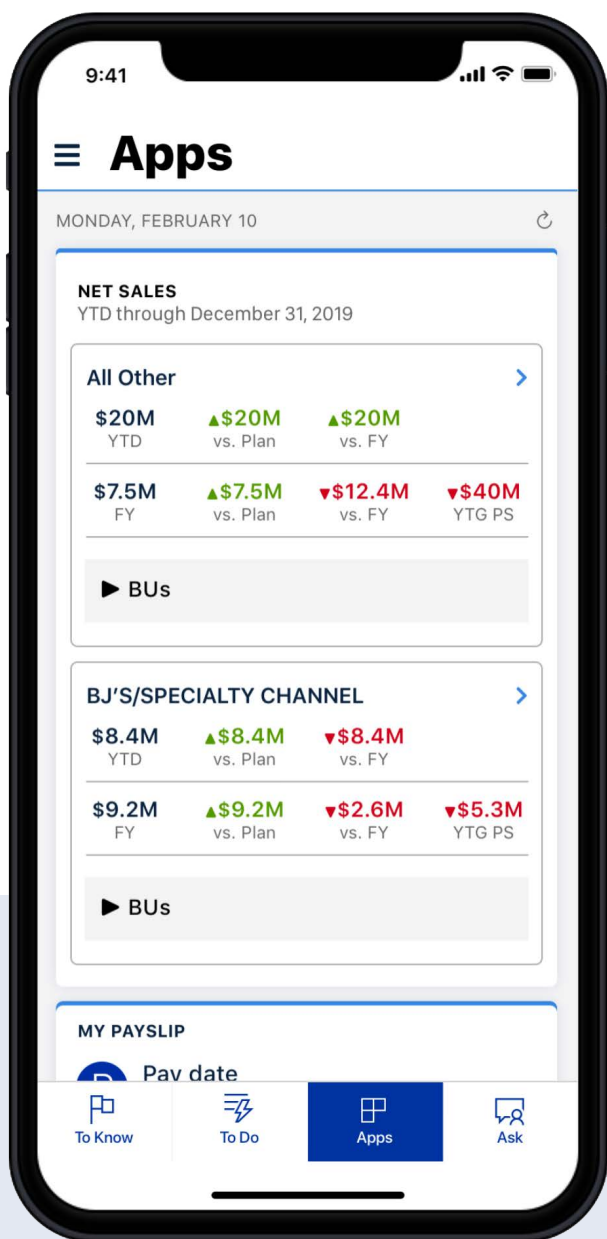 9:41
Apps
MONDAY, FEBRUARY 10
NET SALES
YTD through December 31, 2019
All Other
$20M ▲$20M ▲$20M
YTD vs. Plan vs. FY
$7.5M ▲$7.5M ▼$12.4M ▼$40M
FY vs. Plan vs. FY YTG PS
▶ BUs
BJ'S/SPECIALTY CHANNEL
$8.4M ▲$8.4M ▼$8.4M
YTD vs. Plan vs. FY
$9.2M ▲$9.2M ▼$2.6M ▼$5.3M
FY vs. Plan vs. FY YTG PS
▶ BUs
MY PAYSLIP
Pay date
To Know To Do Apps Ask